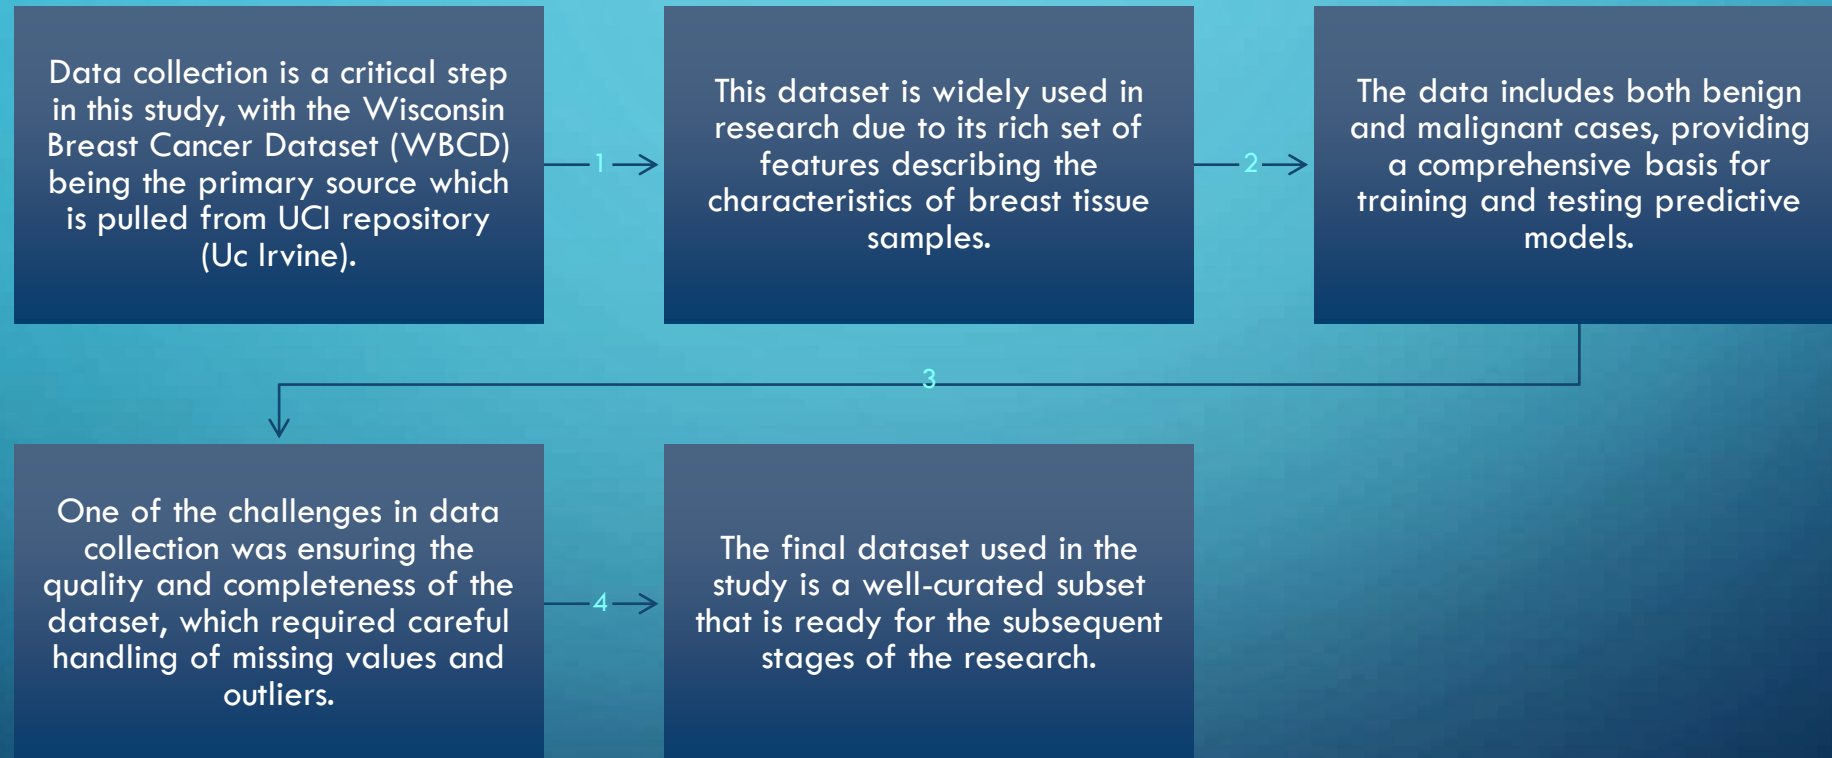 Data collection is a critical step
in this study, with the Wisconsin
Breast Cancer Dataset (WBCD)
being the primary source which
is pulled from UCI repository
(Uc Irvine).
1
This dataset is widely used in
research due to its rich set of
features describing the
characteristics of breast tissue
samples.
2
The data includes both benign
and malignant cases, providing
a comprehensive basis for
training and testing predictive
models.
3
One of the challenges in data
collection was ensuring the
quality and completeness of the
dataset, which required careful
handling of missing values and
outliers.
4
The final dataset used in the
study is a well-curated subset
that is ready for the subsequent
stages of the research.